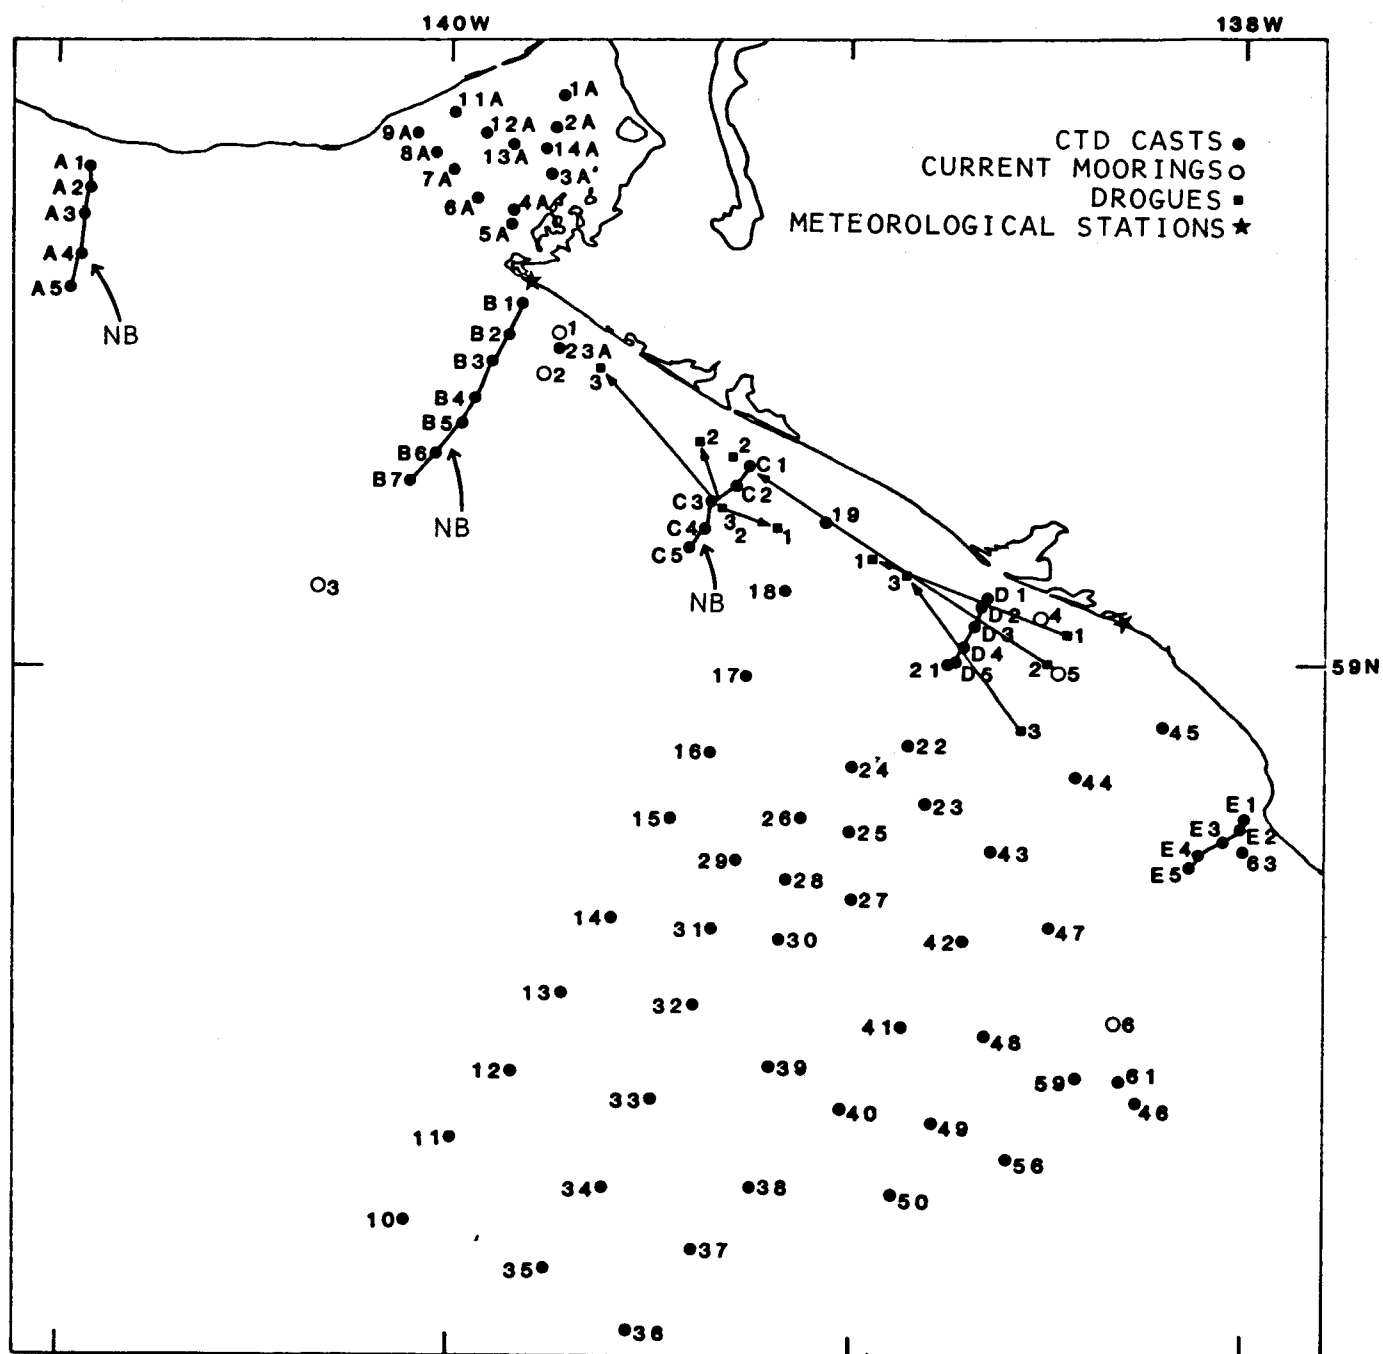 140W 138W
1A
11A
2A
9A 12A
8A 13A 14A
7A 3A
6A 4A
5A
CTD CASTS
CURRENT MOORINGS
DROGUES
METEOROLOGICAL STATIONS
A1
A2
A3
A4
A5
NB
B1
B2
B3
B4
B5
B6
B7
NB
1
23A
2
3
2 2
C1
C2
C3
C4
C5
3
2
1
NB
19
3
18
1
3
D1
D2
D3
D4
D5
4
1
2 5
21
59N
17
3
45
16
22
24
44
15 26 25 23
E1
E2
E3
E4
E5
63
29
28
43
27
14
31 30
42 47
13 32
41 48
6
12
39
59 61
46
33
40 49
11
56
34 38 50
10
37
35
36